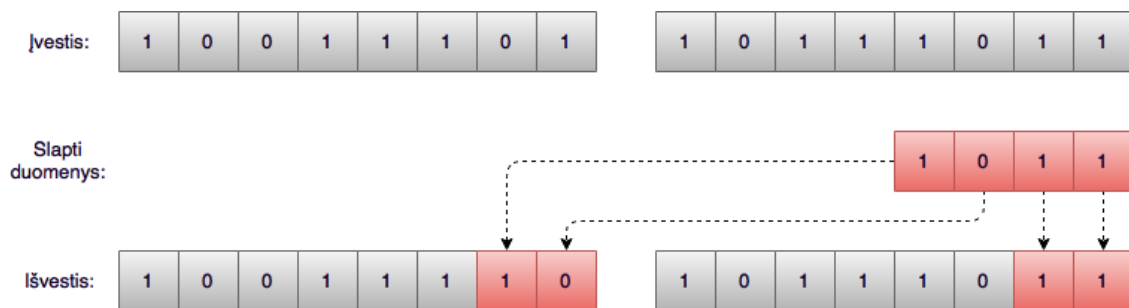 Įvestis: 1 0 0 1 1 1 0 1 1 0 1 1 1 0 1 1
Slapti
duomenys: 1 0 1 1
Išvestis: 1 0 0 1 1 1 1 0 1 0 1 1 1 0 1 1